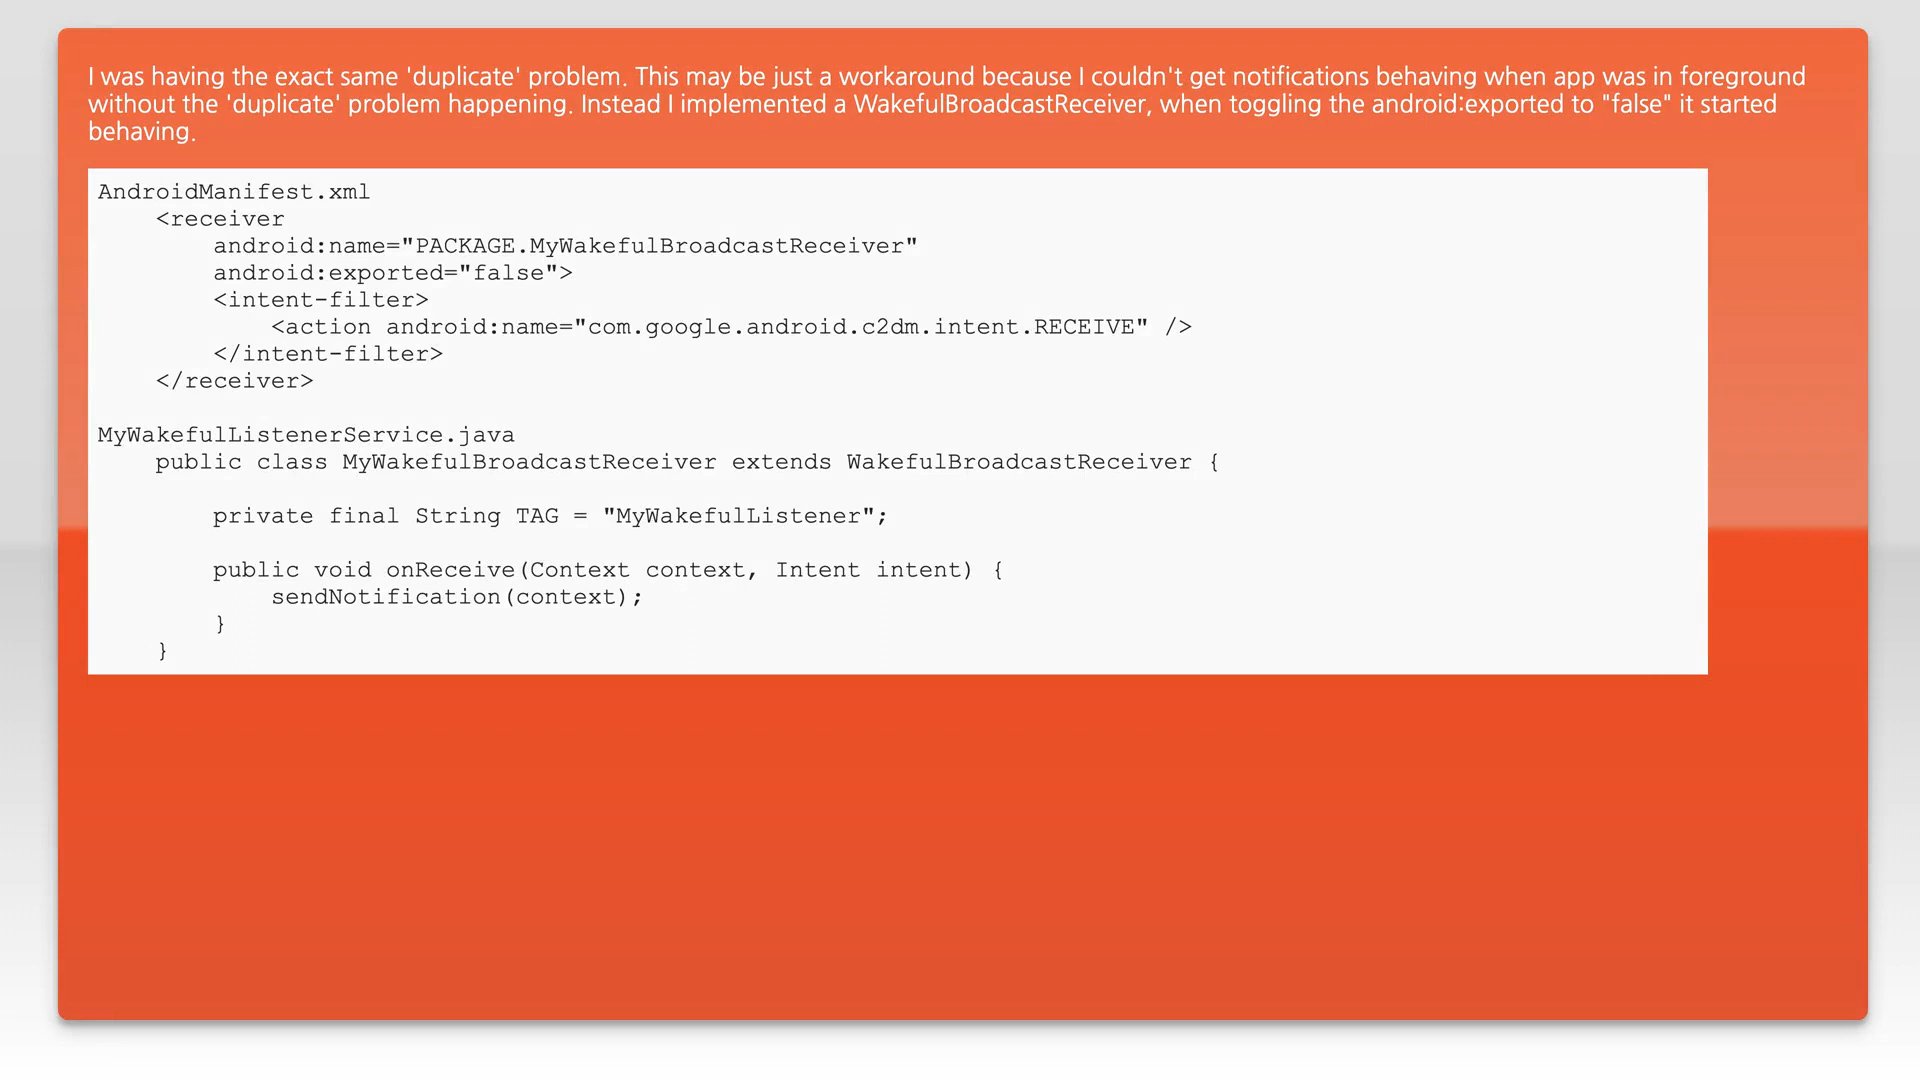 I was having the exact same 'duplicate' problem. This may be just a workaround because I couldn't get notifications behaving when app was in foreground
without the 'duplicate' problem happening. Instead I implemented a WakefulBroadcastReceiver, when toggling the android:exported to "false" it started
behaving.
AndroidManifest.xml
    <receiver
        android:name="PACKAGE.MyWakefulBroadcastReceiver"
        android:exported="false">
        <intent-filter>
            <action android:name="com.google.android.c2dm.intent.RECEIVE" />
        </intent-filter>
    </receiver>
MyWakefulListenerService.java
    public class MyWakefulBroadcastReceiver extends WakefulBroadcastReceiver {
        private final String TAG = "MyWakefulListener";
        public void onReceive(Context context, Intent intent) {
            sendNotification(context);
        }
    }